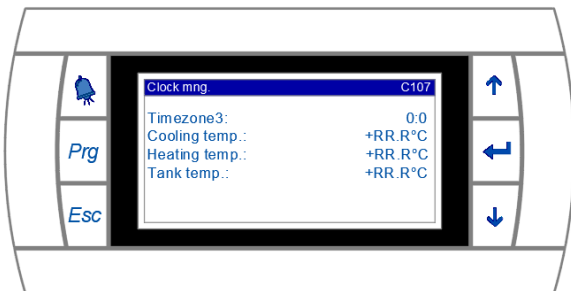 Clock mng. C107
Timezone3: 0:0
Cooling temp.: +RR.R°C
Heating temp.: +RR.R°C
Tank temp.: +RR.R°C
Prg
Esc